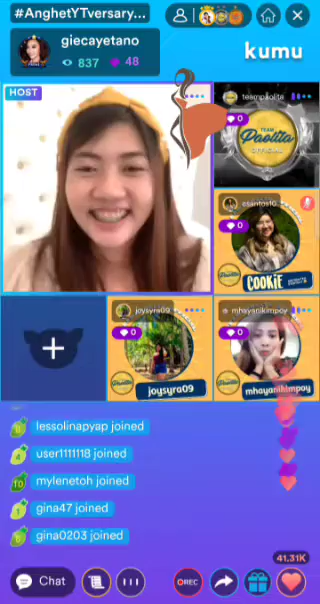 #AnghetYTversary...
giecayetano
837
48
kumu
HOST
teampaolita
0
TEAM
Paolita
OFFICIAL
0
COOKIE
joysyra09
0
joysyra09
mhayanikimpoy
0
mhayanikimpoy
lessolinapyap joined
user1111118 joined
mylenetoh joined
gina47 joined
gina0203 joined
41.31K
Chat
REC